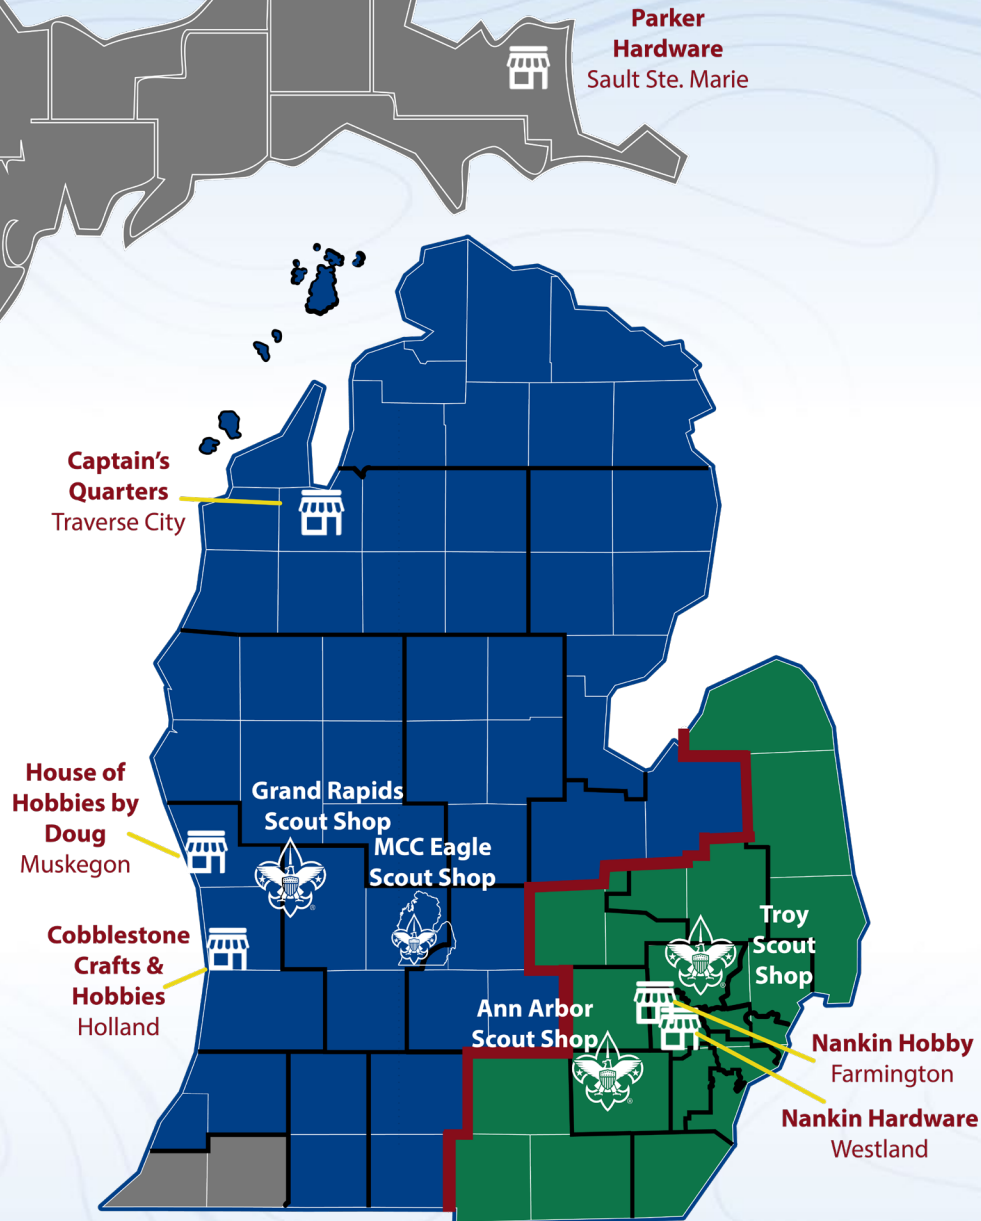 Parker
Hardware
Sault Ste. Marie
Captain's
Quarters
Traverse City
House of
Hobbies by
Doug
Muskegon
Grand Rapids
Scout Shop
MCC Eagle
Scout Shop
Cobblestone
Crafts &
Hobbies
Holland
Troy
Scout
Shop
Ann Arbor
Scout Shop
Nankin Hobby
Farmington
Nankin Hardware
Westland